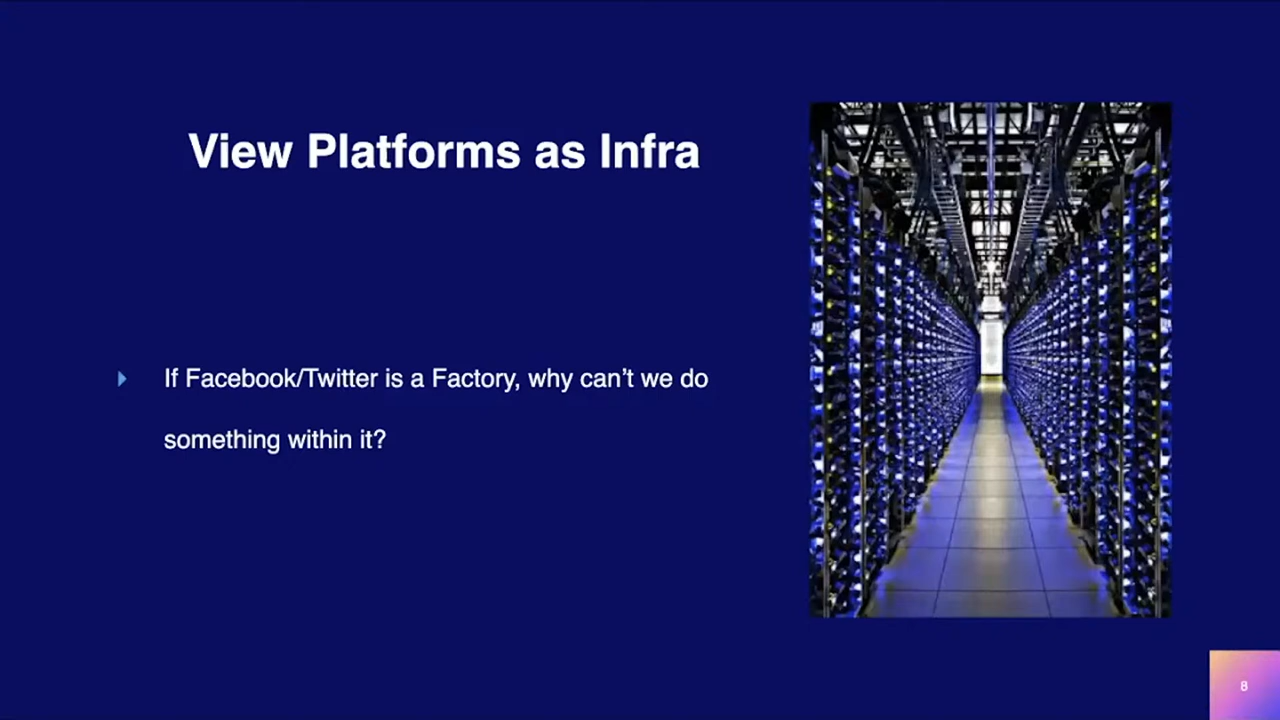 View Platforms as Infra
If Facebook/Twitter is a Factory, why can’t we do
something within it?
8